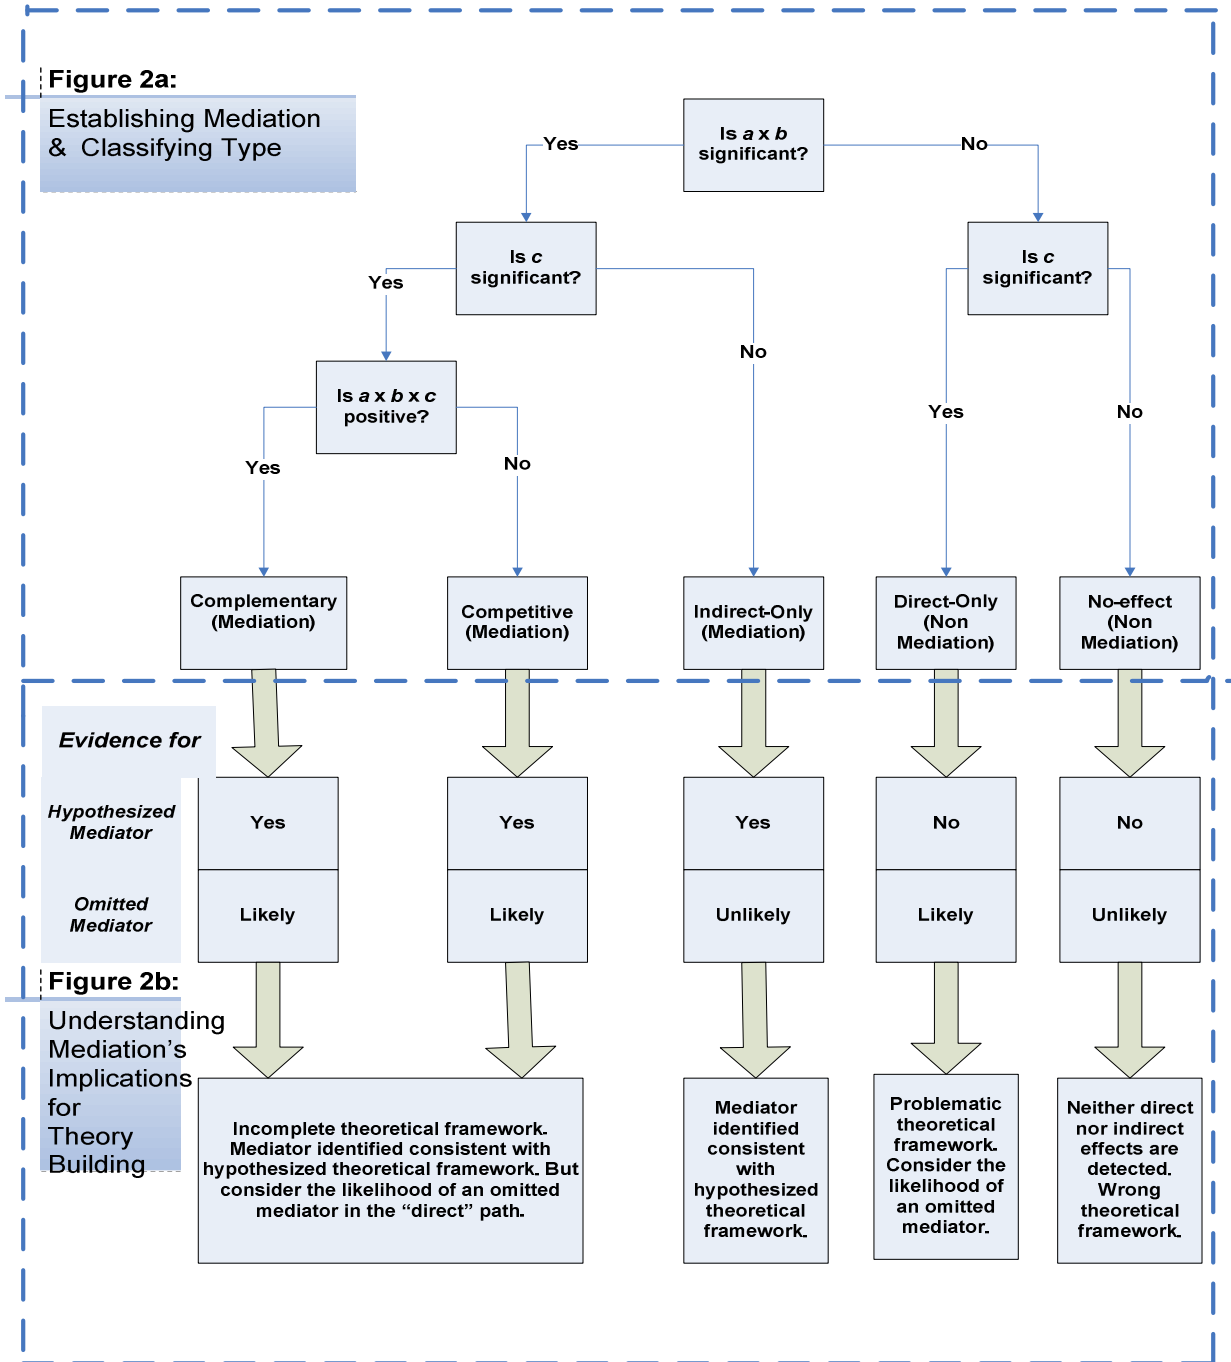 Figure 2a:
Establishing Mediation
& Classifying Type
Is a x b
significant?
Yes
No
Is c
significant?
Is c
significant?
Yes
No
Yes
No
Is a x b x c
positive?
Yes
No
Complementary
(Mediation)
Competitive
(Mediation)
Indirect-Only
(Mediation)
Direct-Only
(Non
Mediation)
No-effect
(Non
Mediation)
Evidence for
Hypothesized
Mediator
Yes
Yes
Yes
No
No
Omitted
Mediator
Likely
Likely
Unlikely
Likely
Unlikely
Figure 2b:
Understanding
Mediation’s
Implications
for
Theory
Building
Incomplete theoretical framework.
Mediator identified consistent with
hypothesized theoretical framework. But
consider the likelihood of an omitted
mediator in the “direct” path.
Mediator
identified
consistent
with
hypothesized
theoretical
framework.
Problematic
theoretical
framework.
Consider the
likelihood of
an omitted
mediator.
Neither direct
nor indirect
effects are
detected.
Wrong
theoretical
framework.